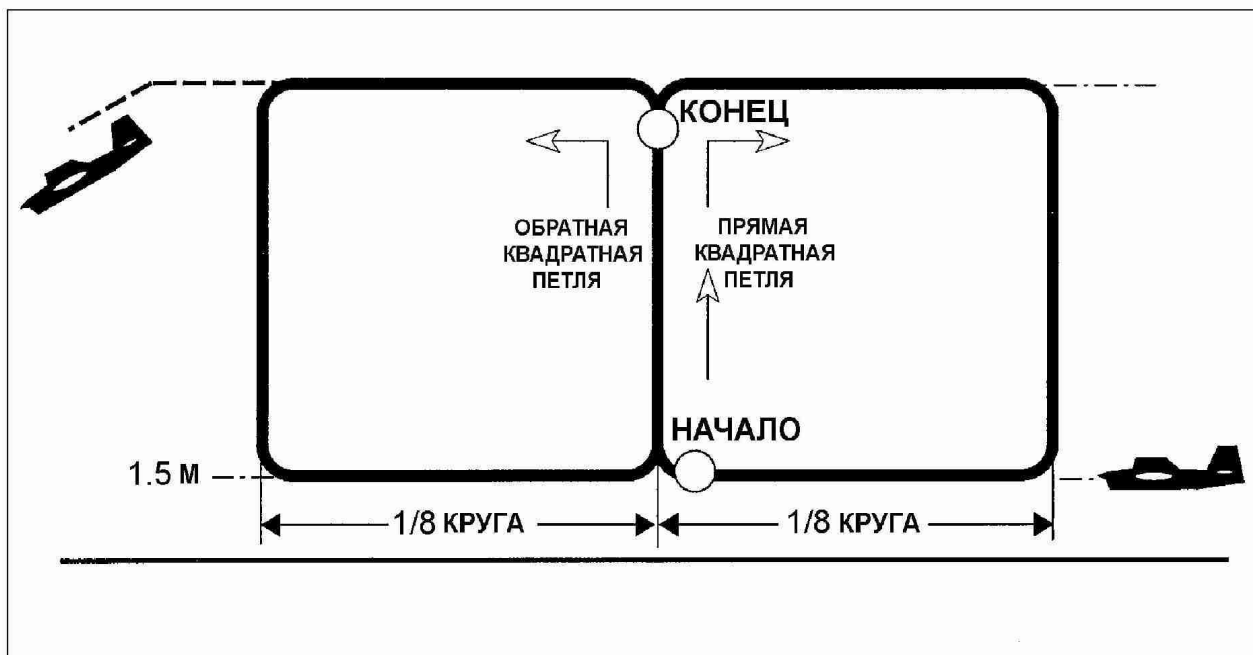 КОНЕЦ
ОБРАТНАЯ
КВАДРАТНАЯ
ПЕТЛЯ
ПРЯМАЯ
КВАДРАТНАЯ
ПЕТЛЯ
НАЧАЛО
1.5 М
1/8 КРУГА
1/8 КРУГА